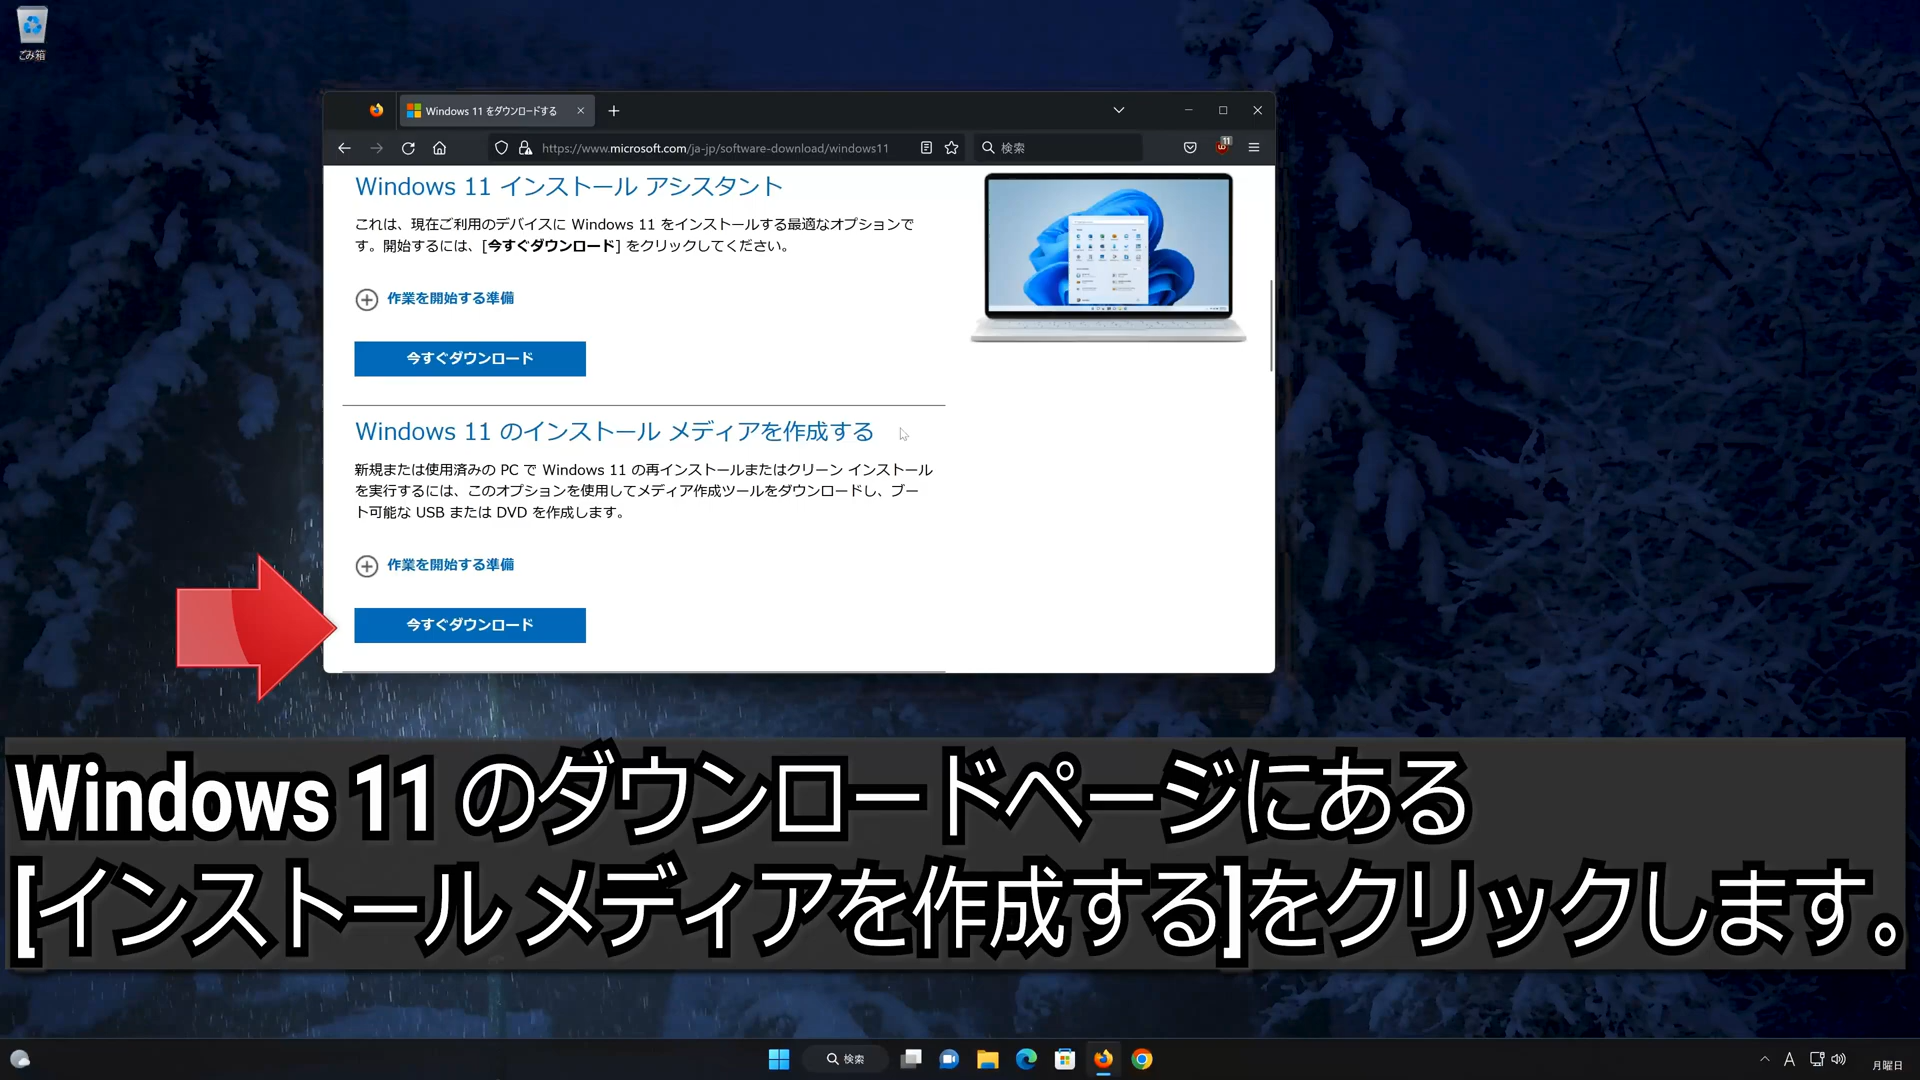 ごみ箱
Windows 11 をダウンロードする
https://www.microsoft.com/ja-jp/software-download/windows11
検索
11
Windows 11 インストール アシスタント
これは、現在ご利用のデバイスに Windows 11 をインストールする最適なオプションで
す。開始するには、[今すぐダウンロード] をクリックしてください。
作業を開始する準備
今すぐダウンロード
Windows 11 のインストール メディアを作成する
新規または使用済みの PC で Windows 11 の再インストールまたはクリーン インストール
を実行するには、このオプションを使用してメディア作成ツールをダウンロードし、ブー
ト可能な USB または DVD を作成します。
作業を開始する準備
今すぐダウンロード
Windows 11 のダウンロードページにある
[インストール メディアを作成する]をクリックします。
検索
A
月曜日